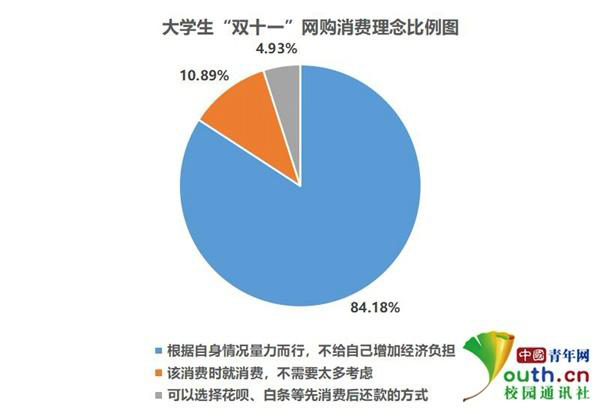 大学生“双十一”网购消费理念比例图
4.93%
10.89%
84.18%
根据自身情况量力而行，不给自己增加经济负担
该消费时就消费，不需要太多考虑
可以选择花呗、白条等先消费后还款的方式
中國青年网
outh.cn
校园通讯社